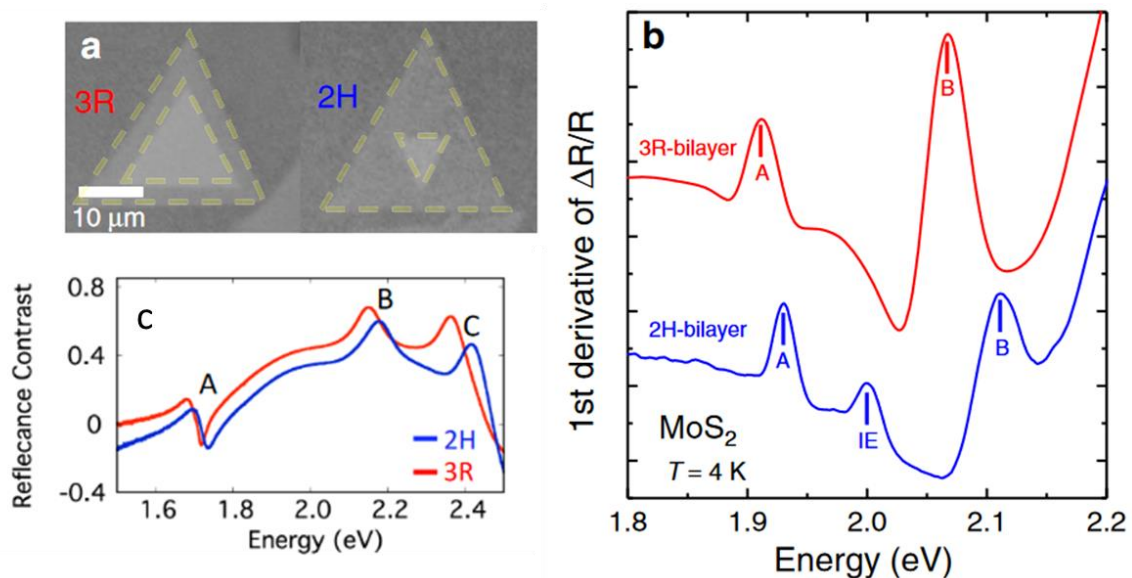 a
3R
2H
10 μm
b
1st derivative of ΔR/R
3R-bilayer
A
B
2H-bilayer
A
IE
B
MoS₂
T = 4 K
1.8 1.9 2.0 2.1 2.2
Energy (eV)
c
Reflecance Contrast
0.8
0.4
0
-0.4
A
B
C
2H
3R
1.6 1.8 2.0 2.2 2.4
Energy (eV)